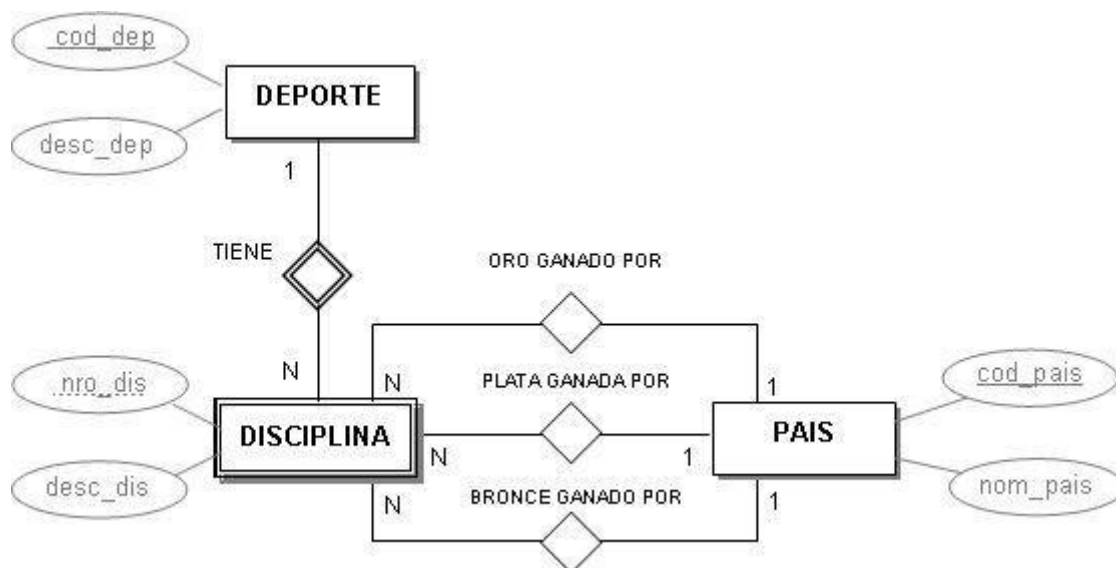 cod_dep
DEPORTE
desc_dep
1
TIENE
ORO GANADO POR
N
N
PLATA GANADA POR
1
nro_dis
cod_pais
DISCIPLINA
PAIS
N
1
desc_dis
nom_pais
N
BRONCE GANADO POR
1